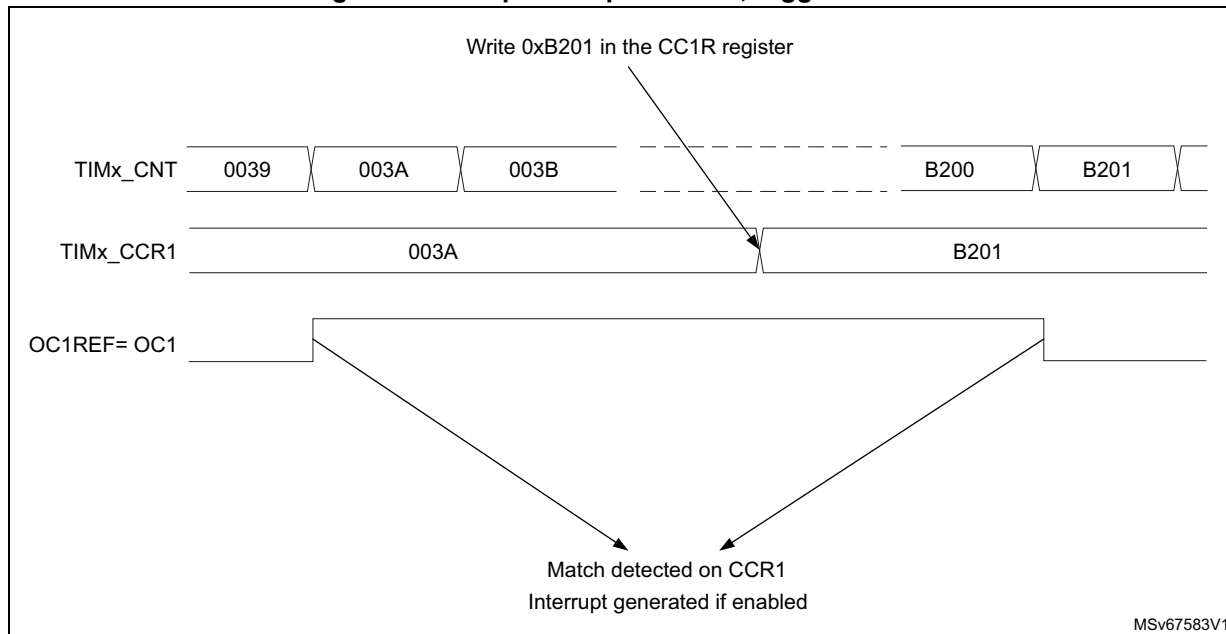 Write 0xB201 in the CC1R register
TIMx_CNT 0039 003A 003B B200 B201
TIMx_CCR1 003A B201
OC1REF= OC1
Match detected on CCR1
Interrupt generated if enabled
MSv67583V1